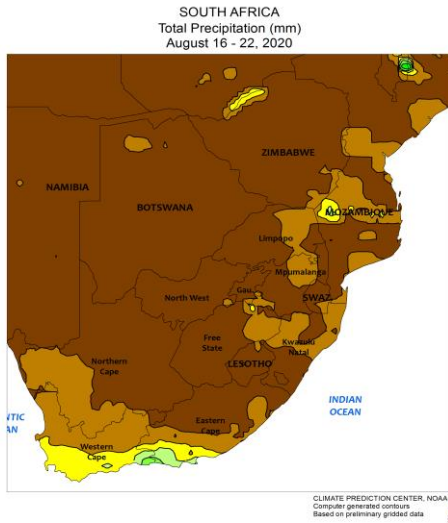 SOUTH AFRICA
Total Precipitation (mm)
August 16 - 22, 2020
ZIMBABWE
NAMIBIA
BOTSWANA
MOZAMBIQUE
Limpopo
Mpumalanga
North West
Gau.
SWAZ.
Free
State
Kwazulu
Natal
Northern
Cape
LESOTHO
INDIAN
OCEAN
NTIC
AN
Eastern
Cape
Western
Cape
CLIMATE PREDICTION CENTER, NOAA
Computer generated contours
Based on preliminary gridded data